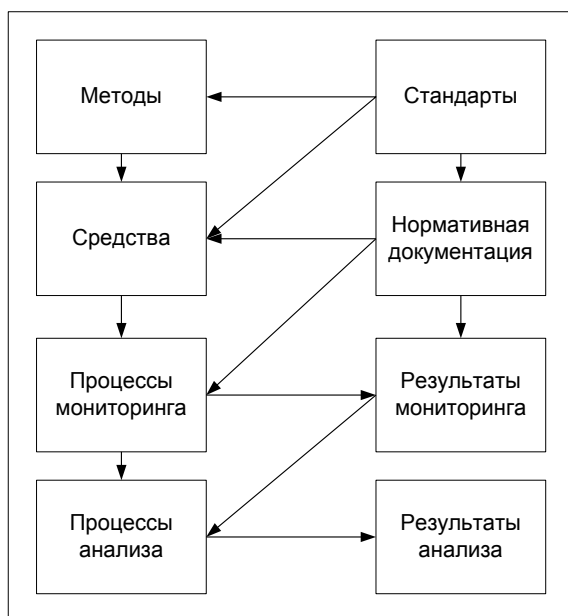 Методы
Стандарты
Средства
Нормативная
документация
Процессы
мониторинга
Результаты
мониторинга
Процессы
анализа
Результаты
анализа